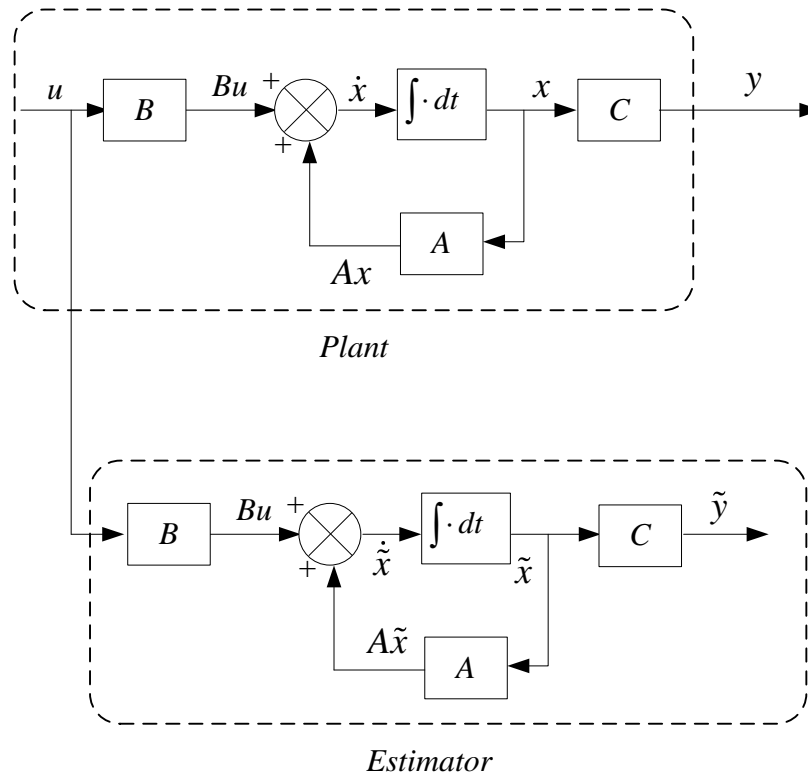 u
B
Bu
+
+
ẋ
∫· dt
x
C
y
A
Ax
Plant
B
Bu
+
+
x̃̇
∫· dt
x̃
C
ỹ
Ax̃
A
Estimator